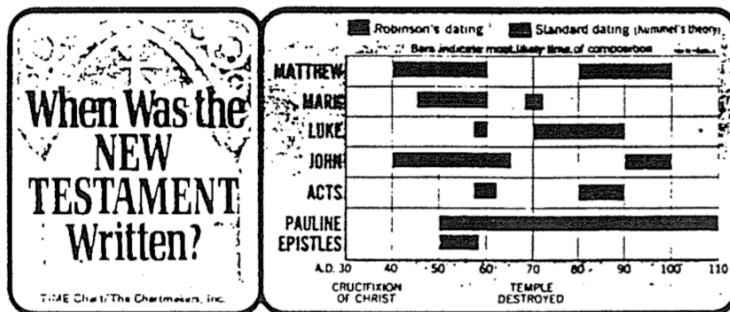 When Was the
NEW
TESTAMENT
Written?
TIME Chart/The Chartmakers, Inc.
Robinson's dating Standard dating (Kummel's theory)
Bars indicate most likely time of composition
MATTHEW
MARK
LUKE
JOHN
ACTS
PAULINE
EPISTLES
A.D. 30 40 50 60 70 80 90 100 110
CRUCIFIXION
OF CHRIST
TEMPLE
DESTROYED